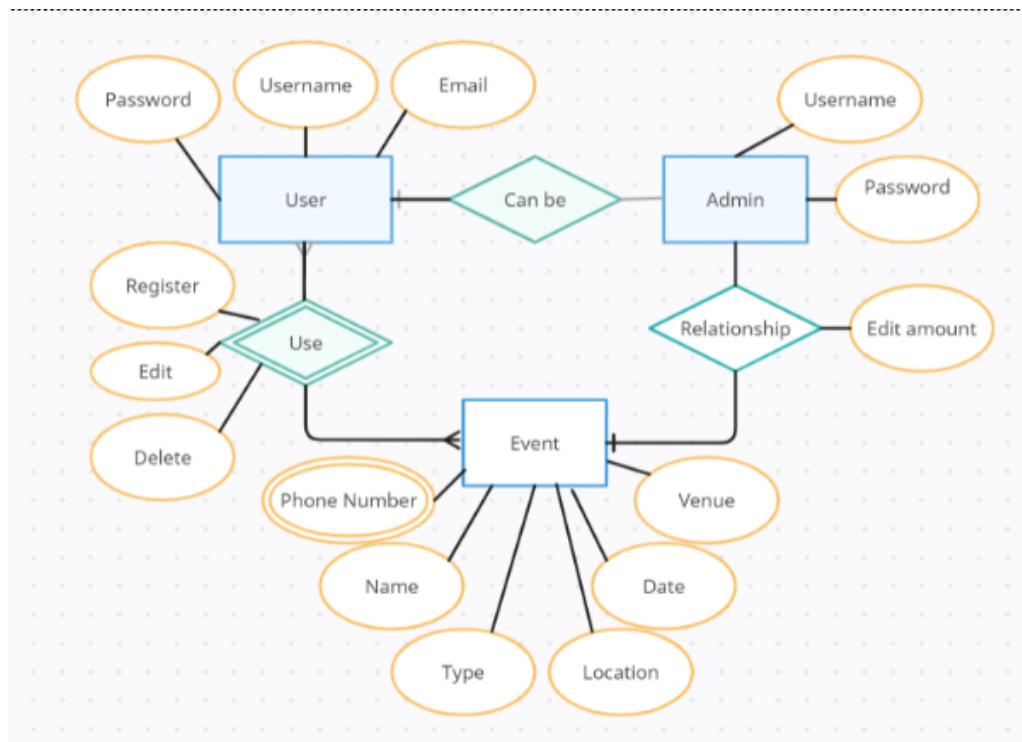 Username
Email
Password
Username
User
Can be
Admin
Password
Register
Use
Relationship
Edit amount
Edit
Event
Delete
Phone Number
Venue
Name
Date
Type
Location